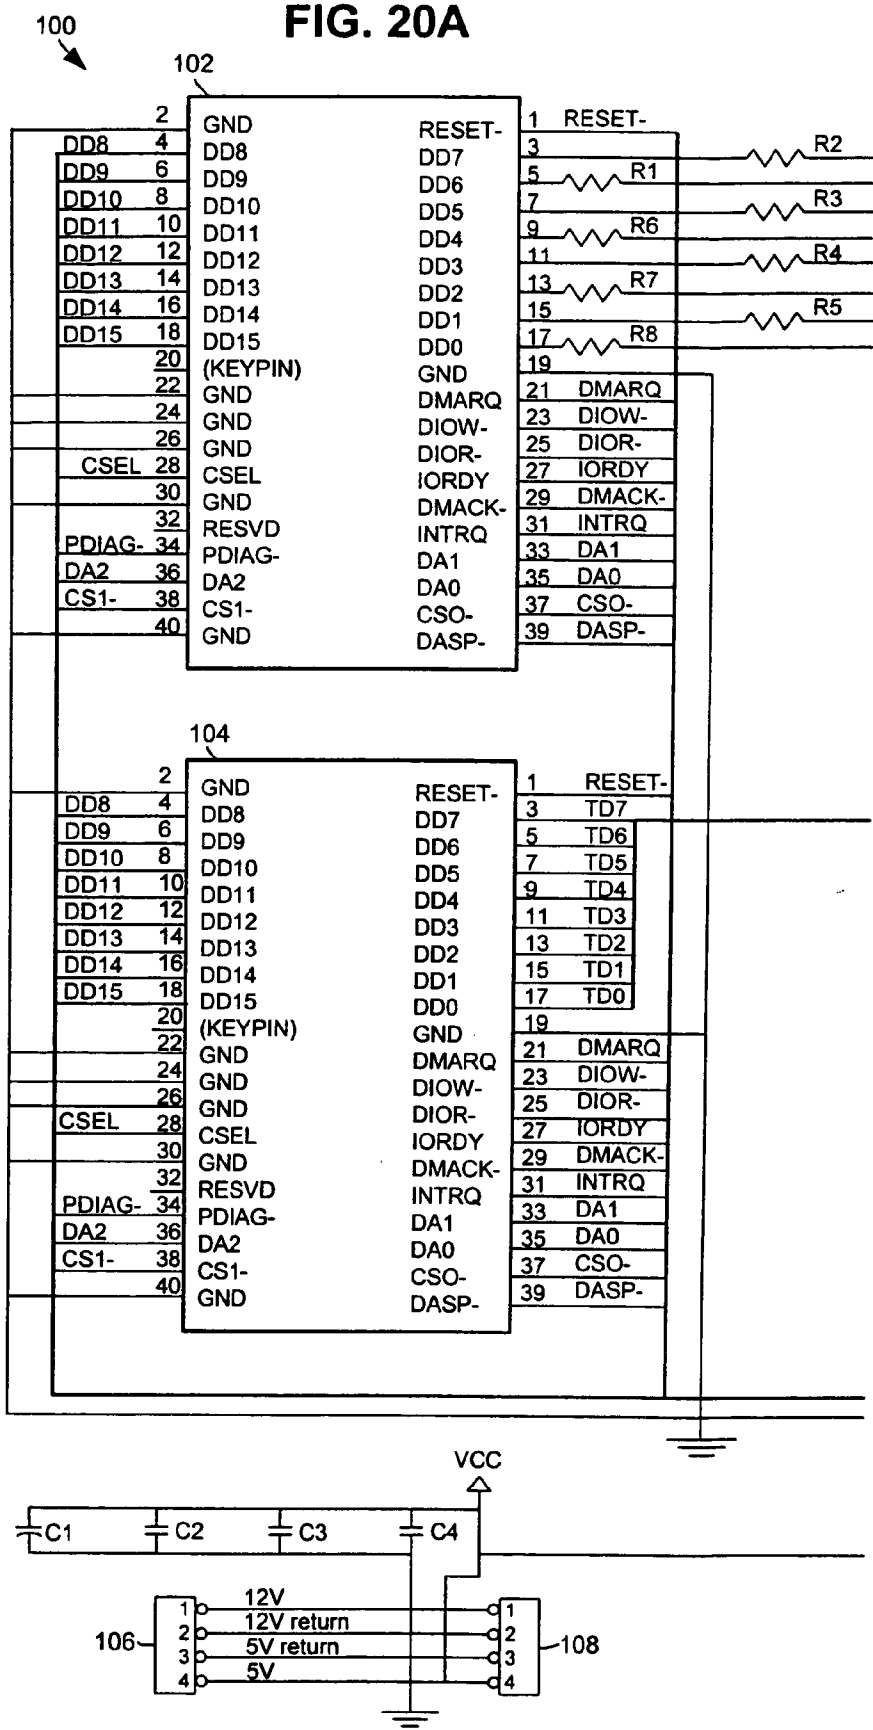 FIG. 20A
100
102
2 GND RESET- 1 RESET-
DD8 4 DD8 DD7 3 R2
DD9 6 DD9 DD6 5 R1
DD10 8 DD10 DD5 7 R3
DD11 10 DD11 DD4 9 R6
DD12 12 DD12 DD3 11 R4
DD13 14 DD13 DD2 13 R7
DD14 16 DD14 DD1 15 R5
DD15 18 DD15 DD0 17 R8
20 (KEYPIN) GND 19
22 GND DMARQ 21 DMARQ
24 GND DIOW- 23 DIOW-
26 GND DIOR- 25 DIOR-
CSEL 28 CSEL IORDY 27 IORDY
30 GND DMACK- 29 DMACK-
32 RESVD INTRQ 31 INTRQ
PDIAG- 34 PDIAG- DA1 33 DA1
DA2 36 DA2 DA0 35 DA0
CS1- 38 CS1- CSO- 37 CSO-
40 GND DASP- 39 DASP-
104
2 GND RESET- 1 RESET-
DD8 4 DD8 DD7 3 TD7
DD9 6 DD9 DD6 5 TD6
DD10 8 DD10 DD5 7 TD5
DD11 10 DD11 DD4 9 TD4
DD12 12 DD12 DD3 11 TD3
DD13 14 DD13 DD2 13 TD2
DD14 16 DD14 DD1 15 TD1
DD15 18 DD15 DD0 17 TD0
20 (KEYPIN) GND 19
22 GND DMARQ 21 DMARQ
24 GND DIOW- 23 DIOW-
26 GND DIOR- 25 DIOR-
CSEL 28 CSEL IORDY 27 IORDY
30 GND DMACK- 29 DMACK-
32 RESVD INTRQ 31 INTRQ
PDIAG- 34 PDIAG- DA1 33 DA1
DA2 36 DA2 DA0 35 DA0
CS1- 38 CS1- CSO- 37 CSO-
40 GND DASP- 39 DASP-
VCC
C1 C2 C3 C4
1 12V 1
106 2 12V return 2 108
3 5V return 3
4 5V 4